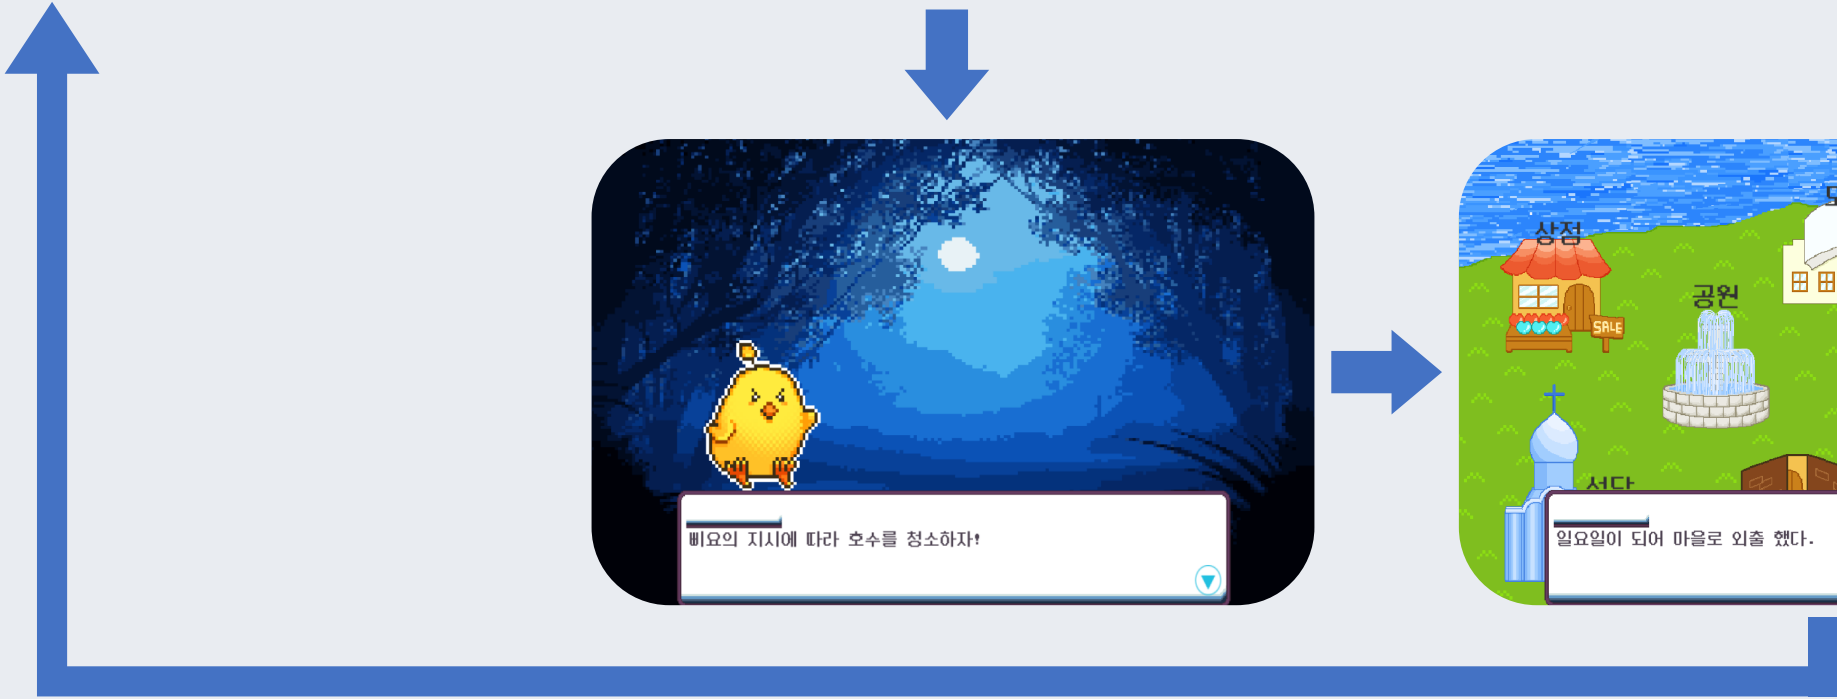 상점
공원
SALE
삐요의 지시에 따라 호수를 청소하자!
일요일이 되어 마을로 외출 했다.